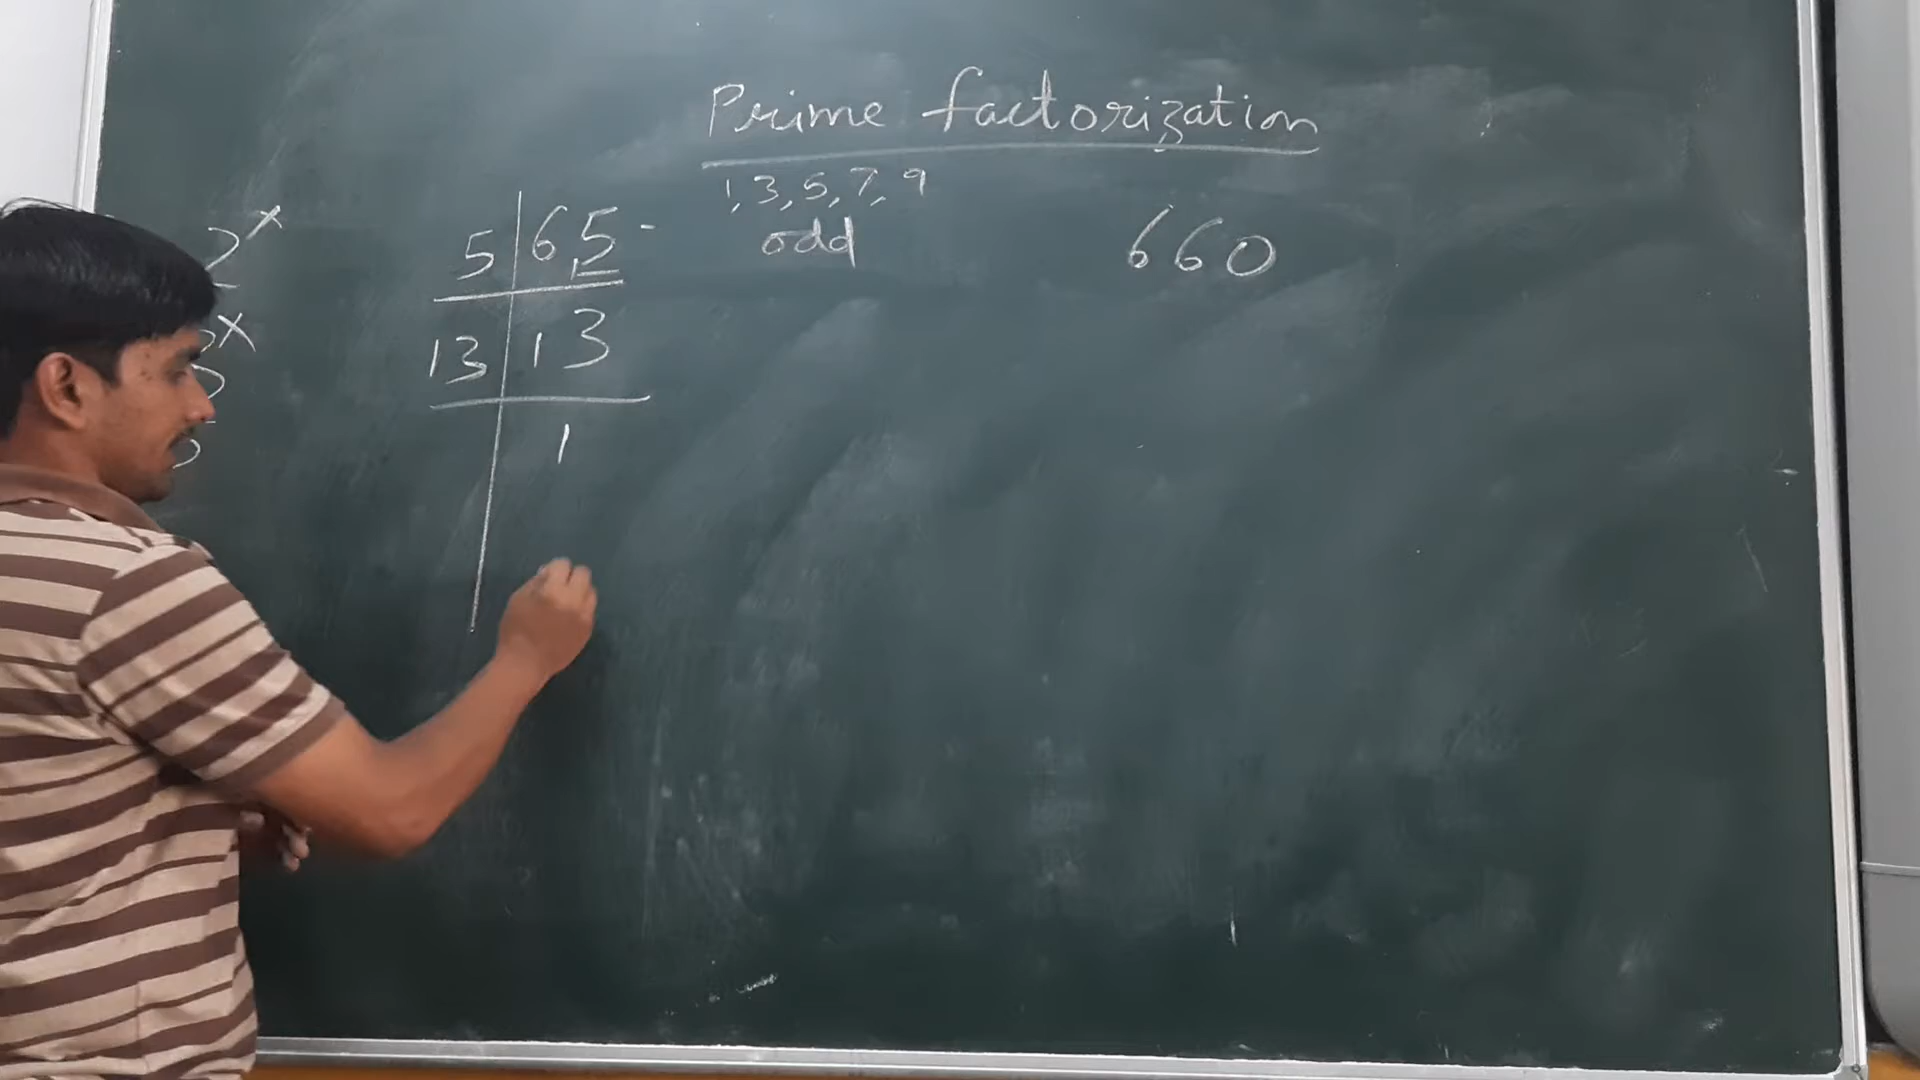 Prime factorization
1, 3, 5, 7, 9
odd
2 x
x
5 | 65 -
13 | 13
1
660